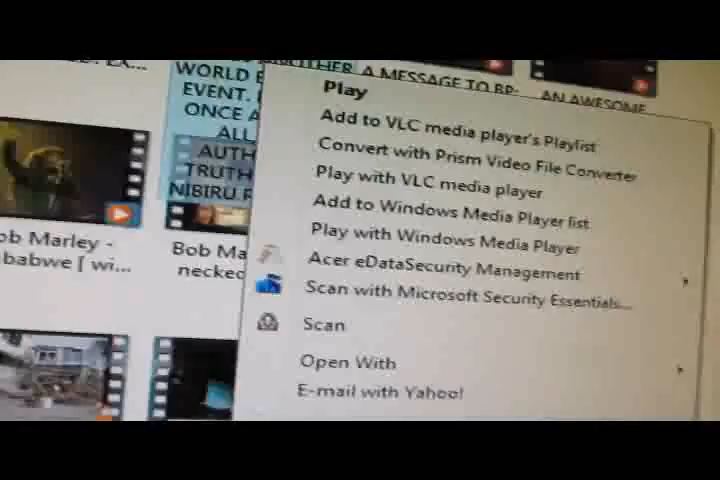 ANOTHER
WORLD E
EVENT.
ONCE A
ALL
AUTH
TRUTH
NIBIRU R
A MESSAGE TO BP-
AN AWESOME
ob Marley -
babwe [ wi...
Bob Ma
necked
Play
Add to VLC media player's Playlist
Convert with Prism Video File Converter
Play with VLC media player
Add to Windows Media Player list
Play with Windows Media Player
Acer eDataSecurity Management
Scan with Microsoft Security Essentials...
Scan
Open With
E-mail with Yahoo!